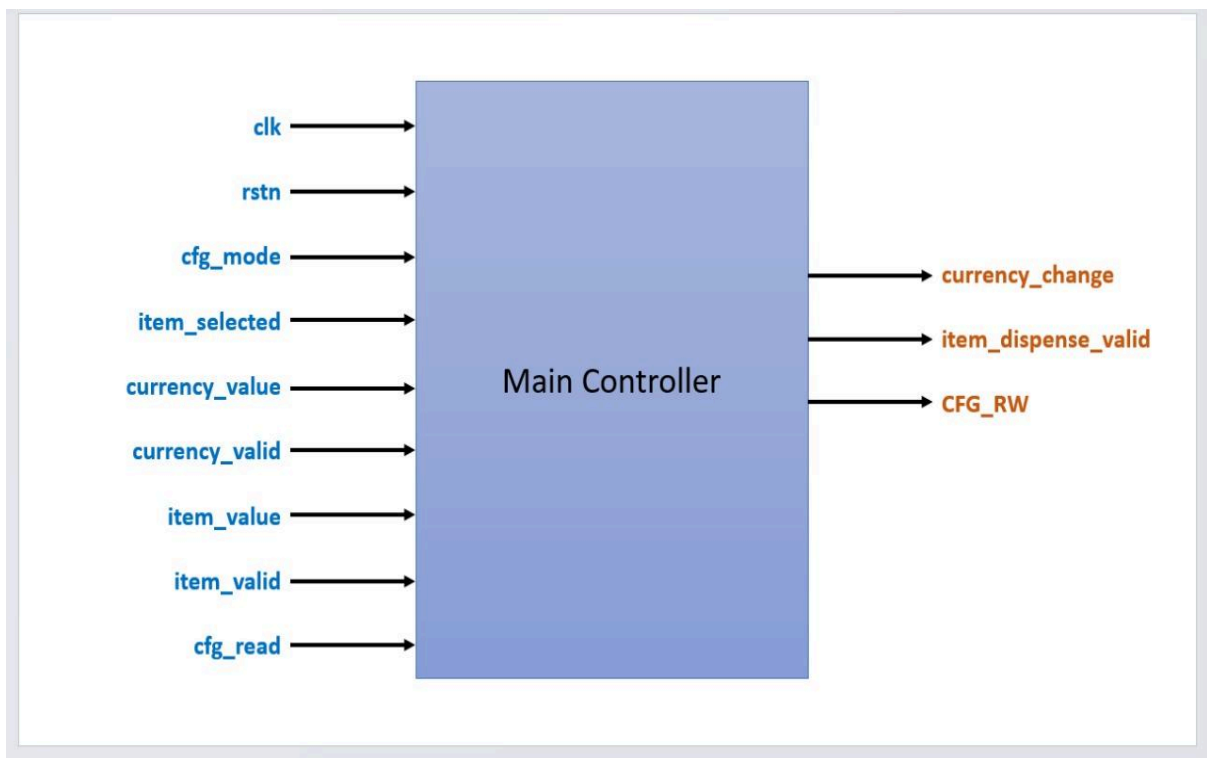 clk
rstn
cfg_mode
item_selected
currency_value
currency_valid
item_value
item_valid
cfg_read
Main Controller
currency_change
item_dispense_valid
CFG_RW